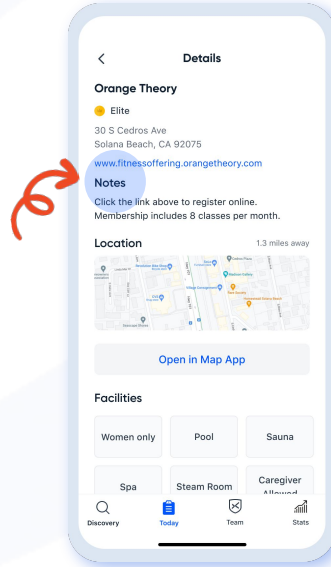 Details
Orange Theory
Elite
30 S Cedros Ave
Solana Beach, CA 92075
www.fitnessoffering.orangetheory.com
Notes
Click the link above to register online.
Membership includes 8 classes per month.
Location
1.3 miles away
Open in Map App
Facilities
Women only
Pool
Sauna
Spa
Steam Room
Caregiver
Allowed
Discovery
Today
Team
Stats